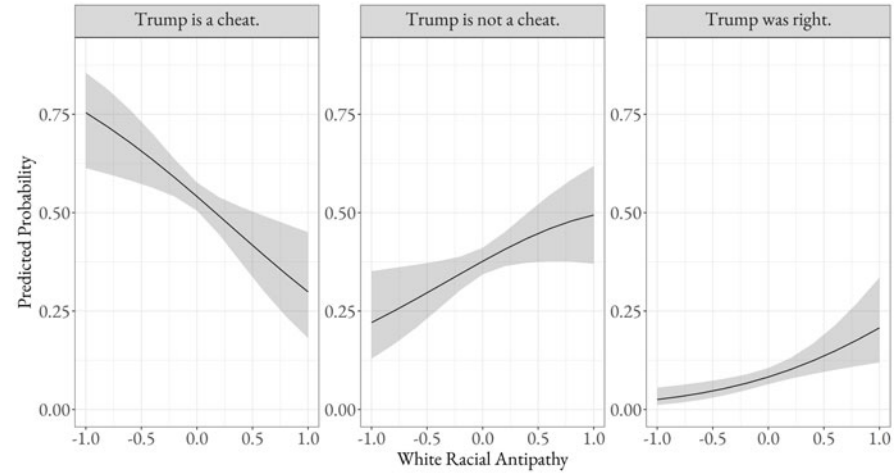 Trump is a cheat.
Trump is not a cheat.
Trump was right.
Predicted Probability
0.75
0.50
0.25
0.00
0.75
0.50
0.25
0.00
0.75
0.50
0.25
0.00
-1.0 -0.5 0.0 0.5 1.0
-1.0 -0.5 0.0 0.5 1.0
-1.0 -0.5 0.0 0.5 1.0
White Racial Antipathy